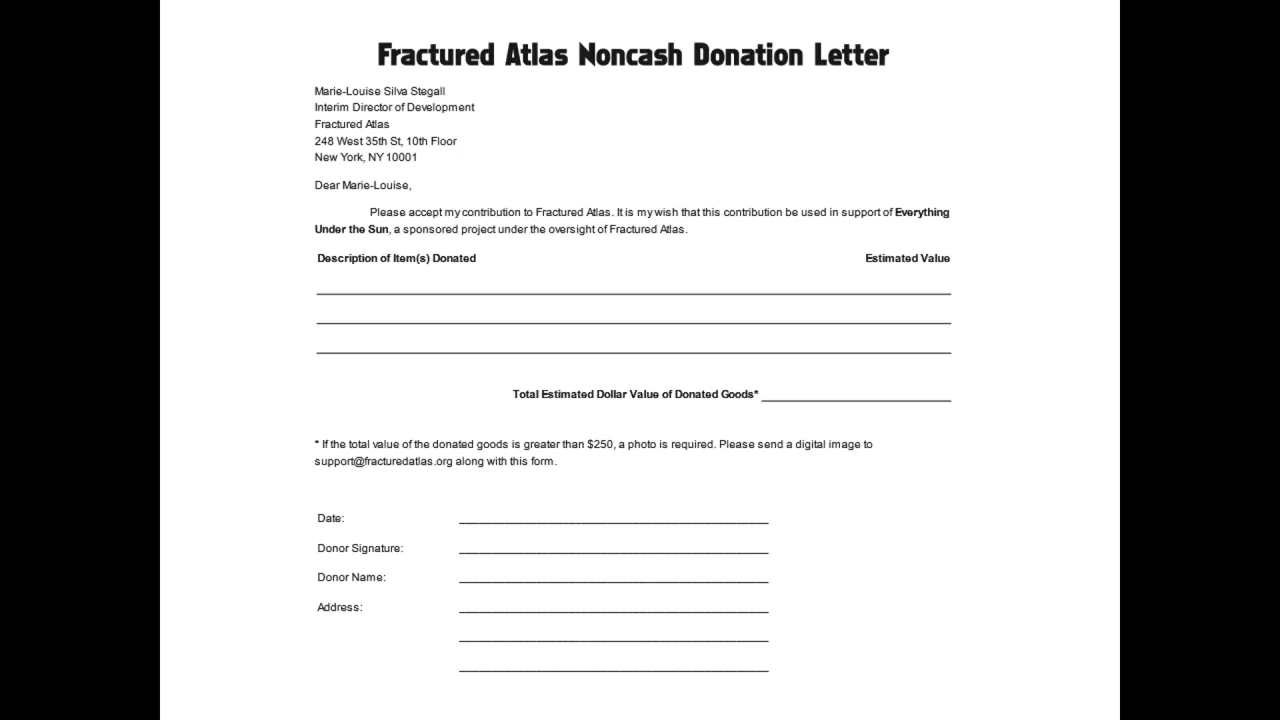 Fractured Atlas Noncash Donation Letter
Marie-Louise Silva Stegall
Interim Director of Development
Fractured Atlas
248 West 35th St, 10th Floor
New York, NY 10001
Dear Marie-Louise,
Please accept my contribution to Fractured Atlas. It is my wish that this contribution be used in support of Everything
Under the Sun, a sponsored project under the oversight of Fractured Atlas.
Description of Item(s) Donated Estimated Value
Total Estimated Dollar Value of Donated Goods*
* If the total value of the donated goods is greater than $250, a photo is required. Please send a digital image to
support@fracturedatlas.org along with this form.
Date:
Donor Signature:
Donor Name:
Address: